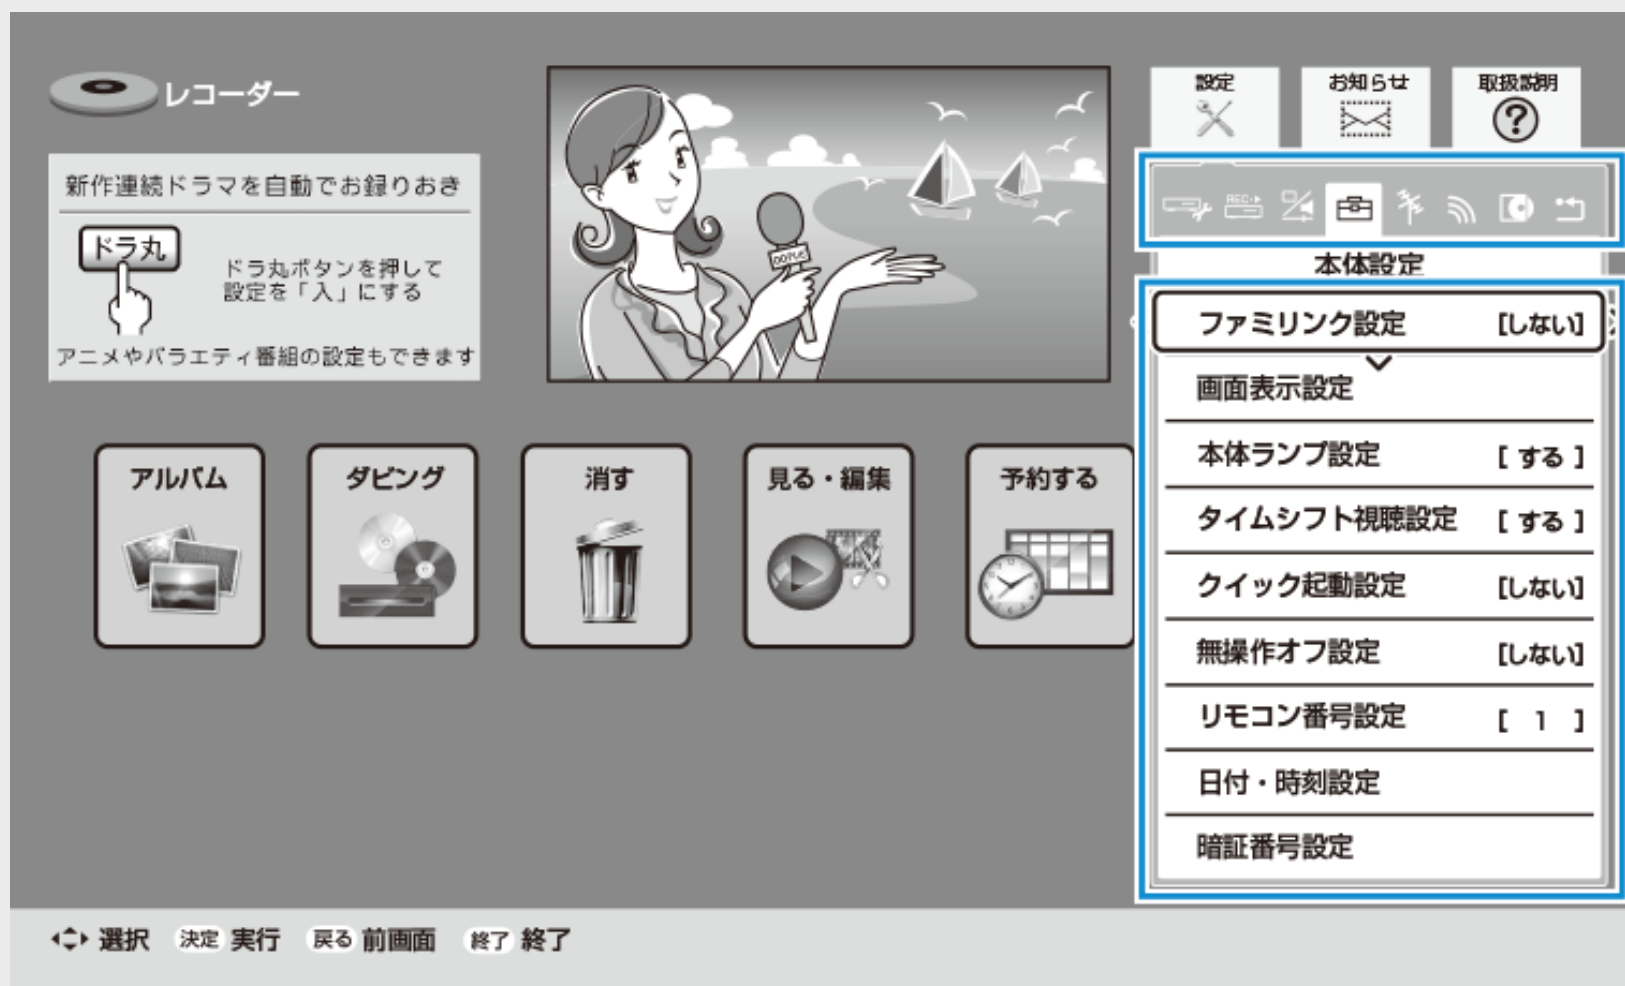 レコーダー
新作連続ドラマを自動でお録りおき
ドラ丸
ドラ丸ボタンを押して
設定を「入」にする
アニメやバラエティ番組の設定もできます
設定
お知らせ
取扱説明
?
REC
本体設定
ファミリンク設定 [しない]
画面表示設定
本体ランプ設定 [ する ]
タイムシフト視聴設定 [ する ]
クイック起動設定 [しない]
無操作オフ設定 [しない]
リモコン番号設定 [ 1 ]
日付・時刻設定
暗証番号設定
アルバム
ダビング
消す
見る・編集
予約する
選択 決定 実行 戻る 前画面 終了 終了